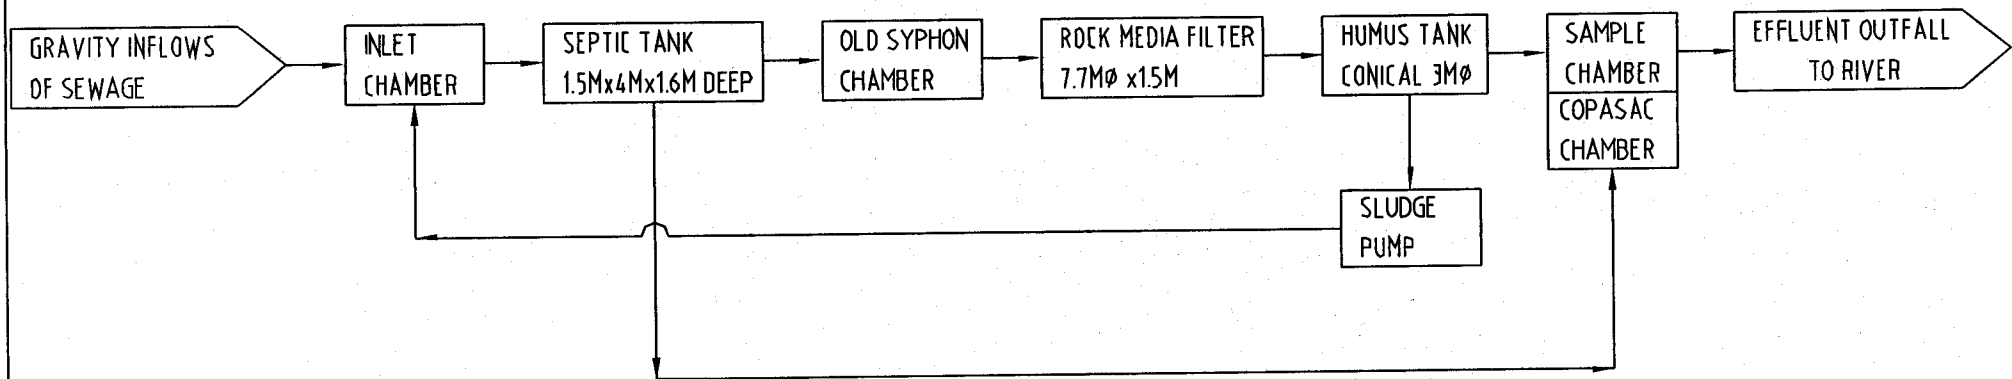 GRAVITY INFLOWS
OF SEWAGE
INLET
CHAMBER
SEPTIC TANK
1.5Mx4Mx1.6M DEEP
OLD SYPHON
CHAMBER
ROCK MEDIA FILTER
7.7MØ x1.5M
HUMUS TANK
CONICAL 3MØ
SAMPLE
CHAMBER
COPASAC
CHAMBER
EFFLUENT OUTFALL
TO RIVER
SLUDGE
PUMP